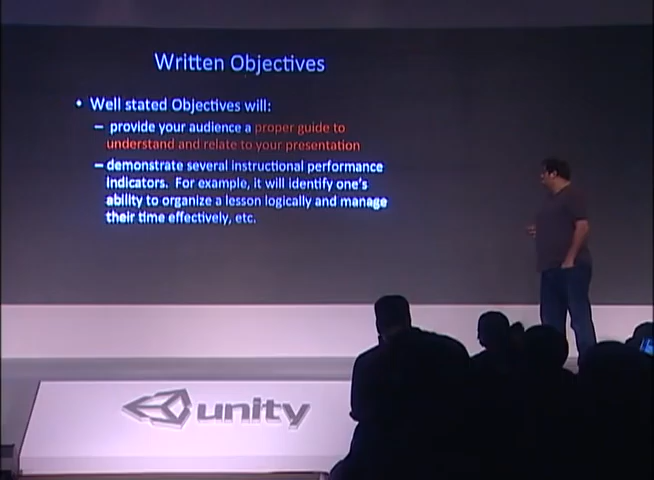 Written Objectives
• Well stated Objectives will:
– provide your audience a proper guide to
understand and relate to your presentation
– demonstrate several instructional performance
indicators. For example, it will identify one's
ability to organize a lesson logically and manage
their time effectively, etc.
unity